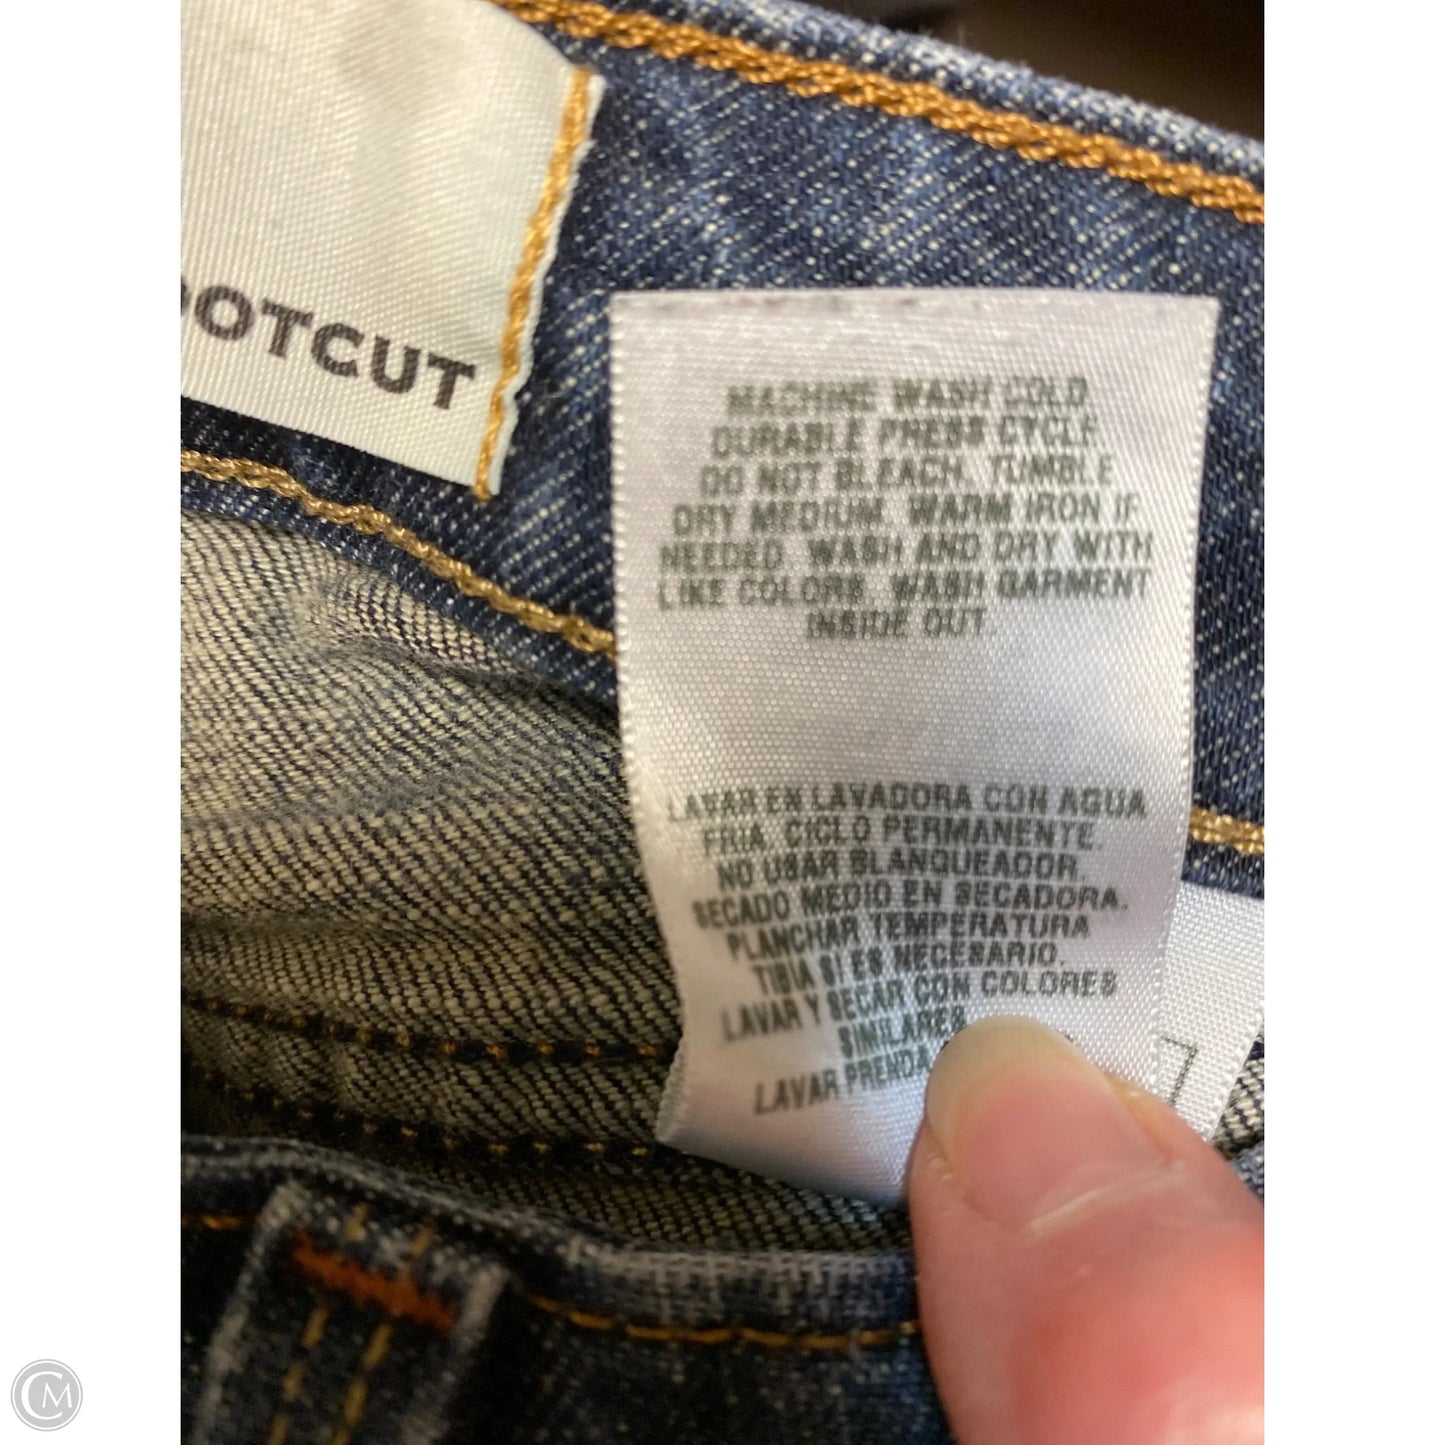 OOTCUT
MACHINE WASH COLD
DURABLE PRESS CYCLE
DO NOT BLEACH. TUMBLE
DRY MEDIUM. WARM IRON IF
NEEDED. WASH AND DRY WITH
LIKE COLORS. WASH GARMENT
INSIDE OUT
LAVAR EN LAVADORA CON AGUA
FRIA. CICLO PERMANENTE.
NO USAR BLANQUEADOR.
SECADO MEDIO EN SECADORA.
PLANCHAR TEMPERATURA
TIBIA SI ES NECESARIO.
LAVAR Y SECAR CON COLORES
SIMILARES
LAVAR PRENDA
CM